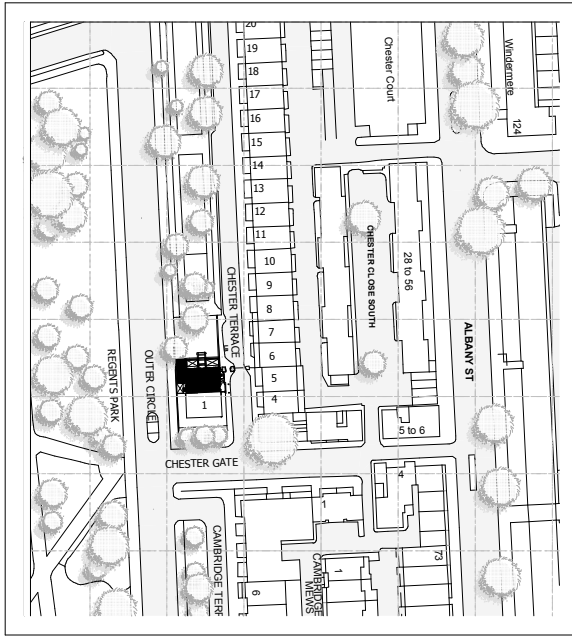 20
19
18
17
16
15
14
13
12
11
10
9
8
7
6
5
4
Chester Court
Windermere
124
CHESTER TERRACE
CHESTER CLOSE SOUTH
28 to 56
ALBANY ST
REGENTS PARK
OUTER CIRCLE
1
5 to 6
CHESTER GATE
4
1
73
CAMBRIDGE TERR
CAMBRIDGE
MEWS
1
6